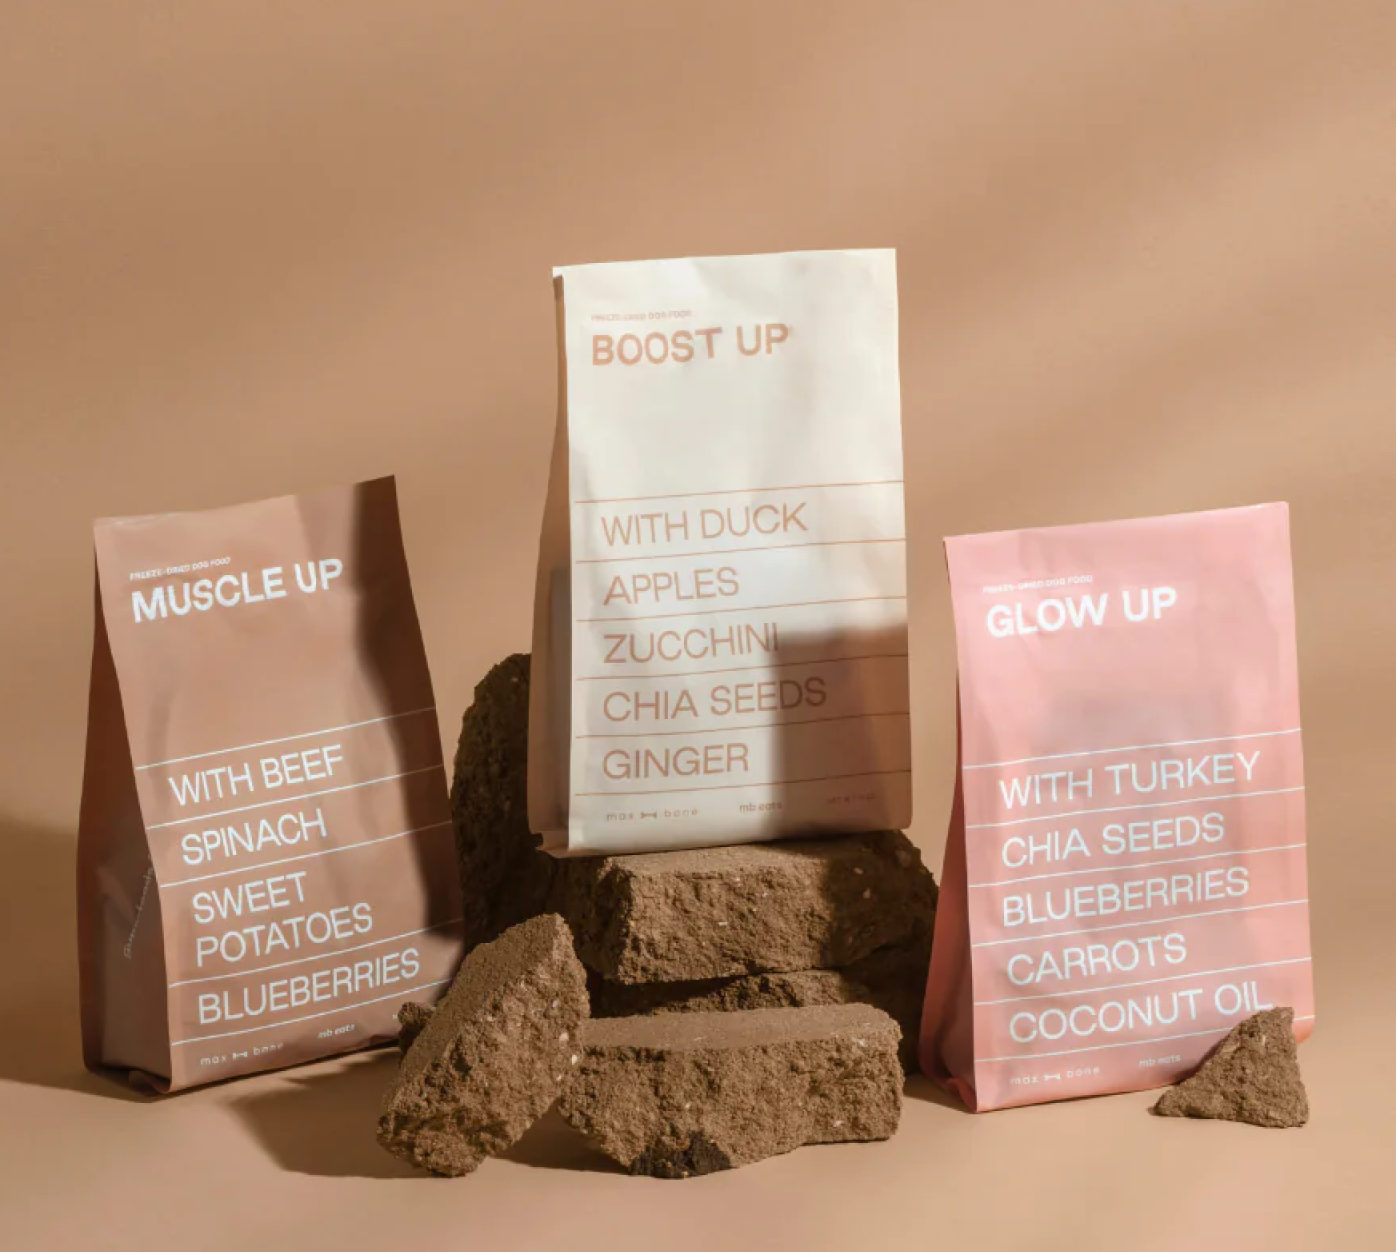 FREEZE-DRIED DOG FOOD
MUSCLE UP
WITH BEEF
SPINACH
SWEET
POTATOES
BLUEBERRIES
max bone
mb eats
FREEZE-DRIED DOG FOOD
BOOST UP
WITH DUCK
APPLES
ZUCCHINI
CHIA SEEDS
GINGER
max bone
mb eats
FREEZE-DRIED DOG FOOD
GLOW UP
WITH TURKEY
CHIA SEEDS
BLUEBERRIES
CARROTS
COCONUT OIL
max bone
mb eats